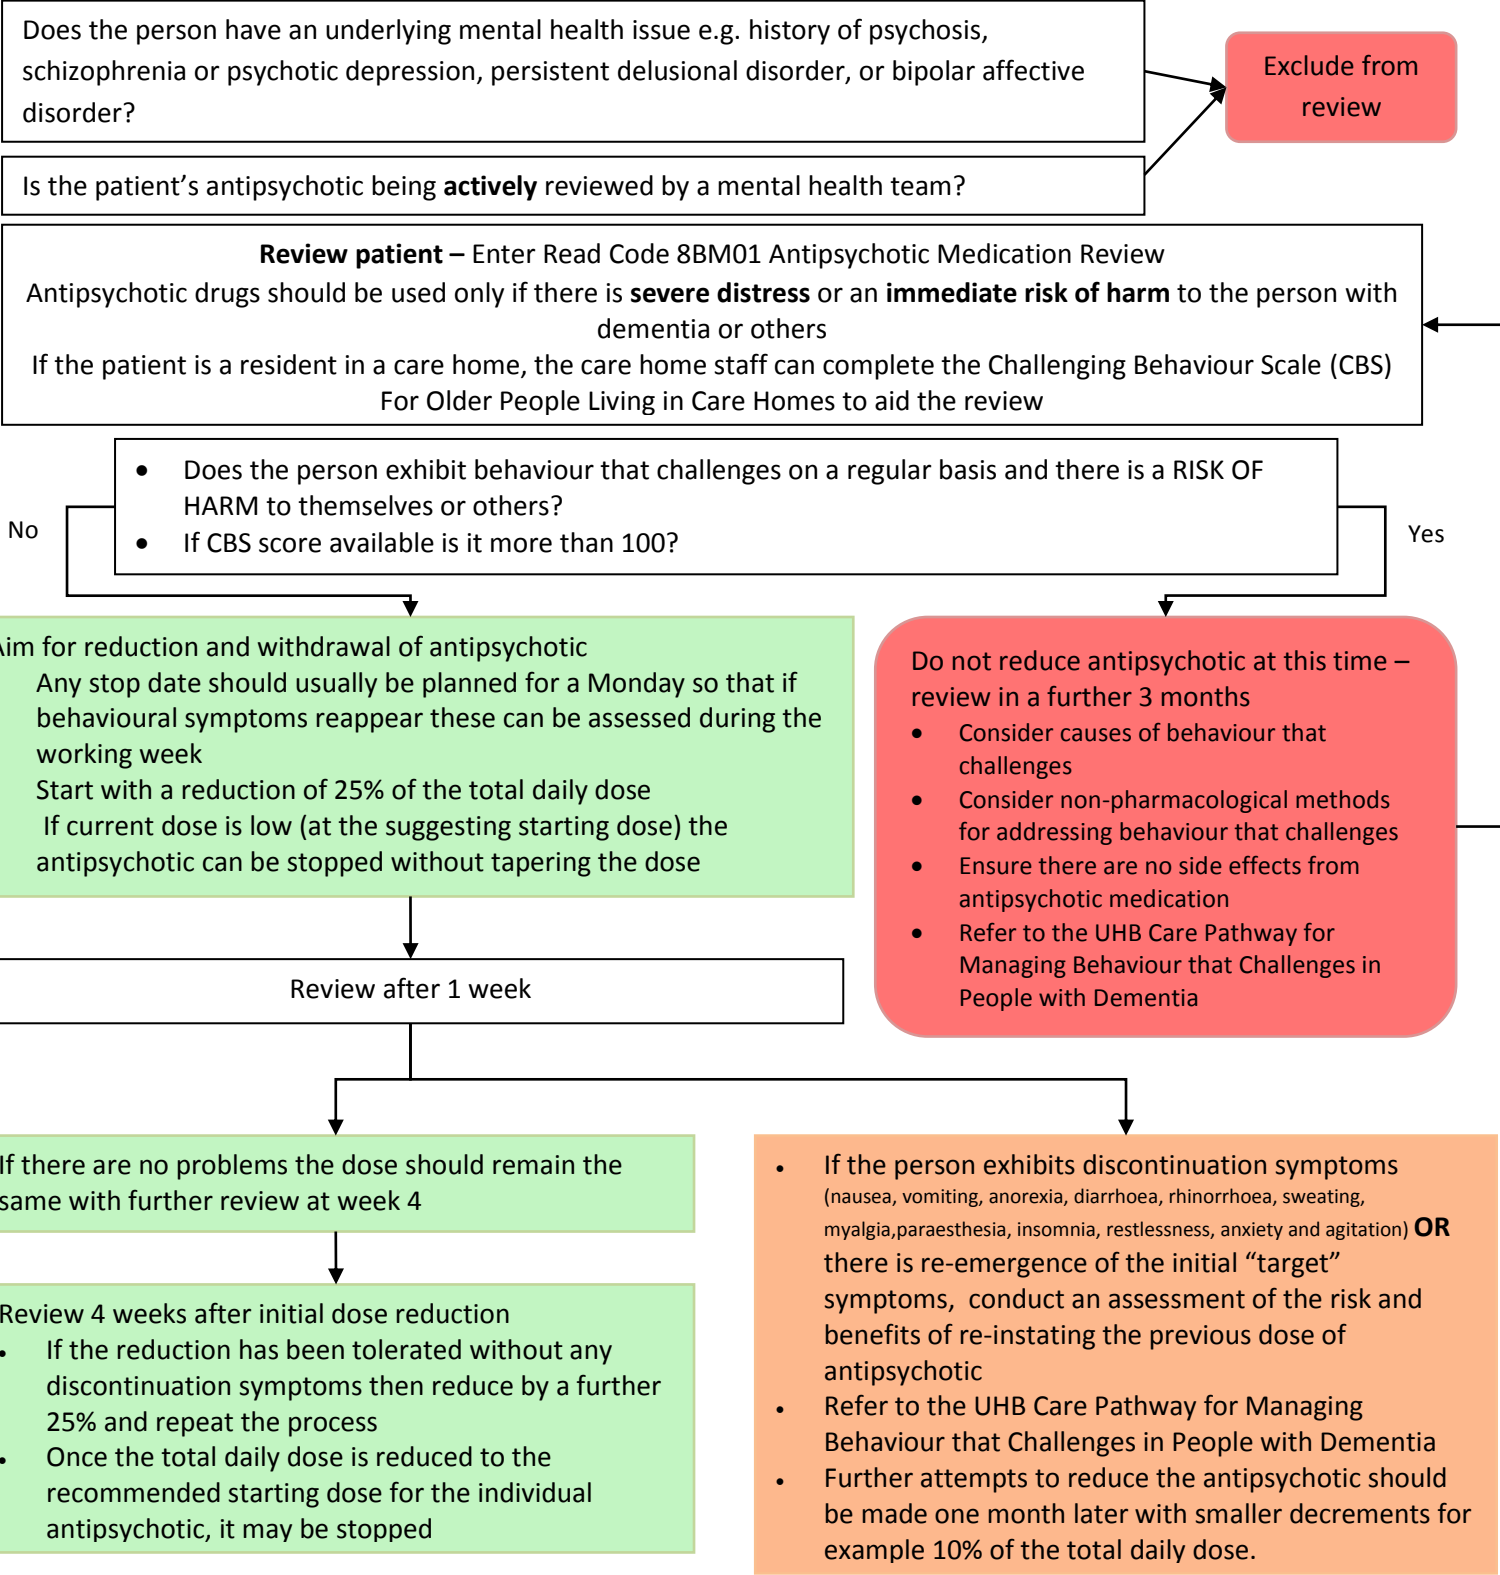 Does the person have an underlying mental health issue e.g. history of psychosis,
schizophrenia or psychotic depression, persistent delusional disorder, or bipolar affective
disorder?
Exclude from
review
Is the patient’s antipsychotic being actively reviewed by a mental health team?
Review patient – Enter Read Code 8BM01 Antipsychotic Medication Review
Antipsychotic drugs should be used only if there is severe distress or an immediate risk of harm to the person with
dementia or others
If the patient is a resident in a care home, the care home staff can complete the Challenging Behaviour Scale (CBS)
For Older People Living in Care Homes to aid the review
• Does the person exhibit behaviour that challenges on a regular basis and there is a RISK OF
HARM to themselves or others?
• If CBS score available is it more than 100?
No
Yes
Aim for reduction and withdrawal of antipsychotic
Any stop date should usually be planned for a Monday so that if
behavioural symptoms reappear these can be assessed during the
working week
Start with a reduction of 25% of the total daily dose
If current dose is low (at the suggesting starting dose) the
antipsychotic can be stopped without tapering the dose
Do not reduce antipsychotic at this time –
review in a further 3 months
• Consider causes of behaviour that
challenges
• Consider non-pharmacological methods
for addressing behaviour that challenges
• Ensure there are no side effects from
antipsychotic medication
• Refer to the UHB Care Pathway for
Managing Behaviour that Challenges in
People with Dementia
Review after 1 week
If there are no problems the dose should remain the
same with further review at week 4
Review 4 weeks after initial dose reduction
• If the reduction has been tolerated without any
discontinuation symptoms then reduce by a further
25% and repeat the process
• Once the total daily dose is reduced to the
recommended starting dose for the individual
antipsychotic, it may be stopped
• If the person exhibits discontinuation symptoms
(nausea, vomiting, anorexia, diarrhoea, rhinorrhoea, sweating,
myalgia,paraesthesia, insomnia, restlessness, anxiety and agitation) OR
there is re-emergence of the initial “target”
symptoms, conduct an assessment of the risk and
benefits of re-instating the previous dose of
antipsychotic
• Refer to the UHB Care Pathway for Managing
Behaviour that Challenges in People with Dementia
• Further attempts to reduce the antipsychotic should
be made one month later with smaller decrements for
example 10% of the total daily dose.